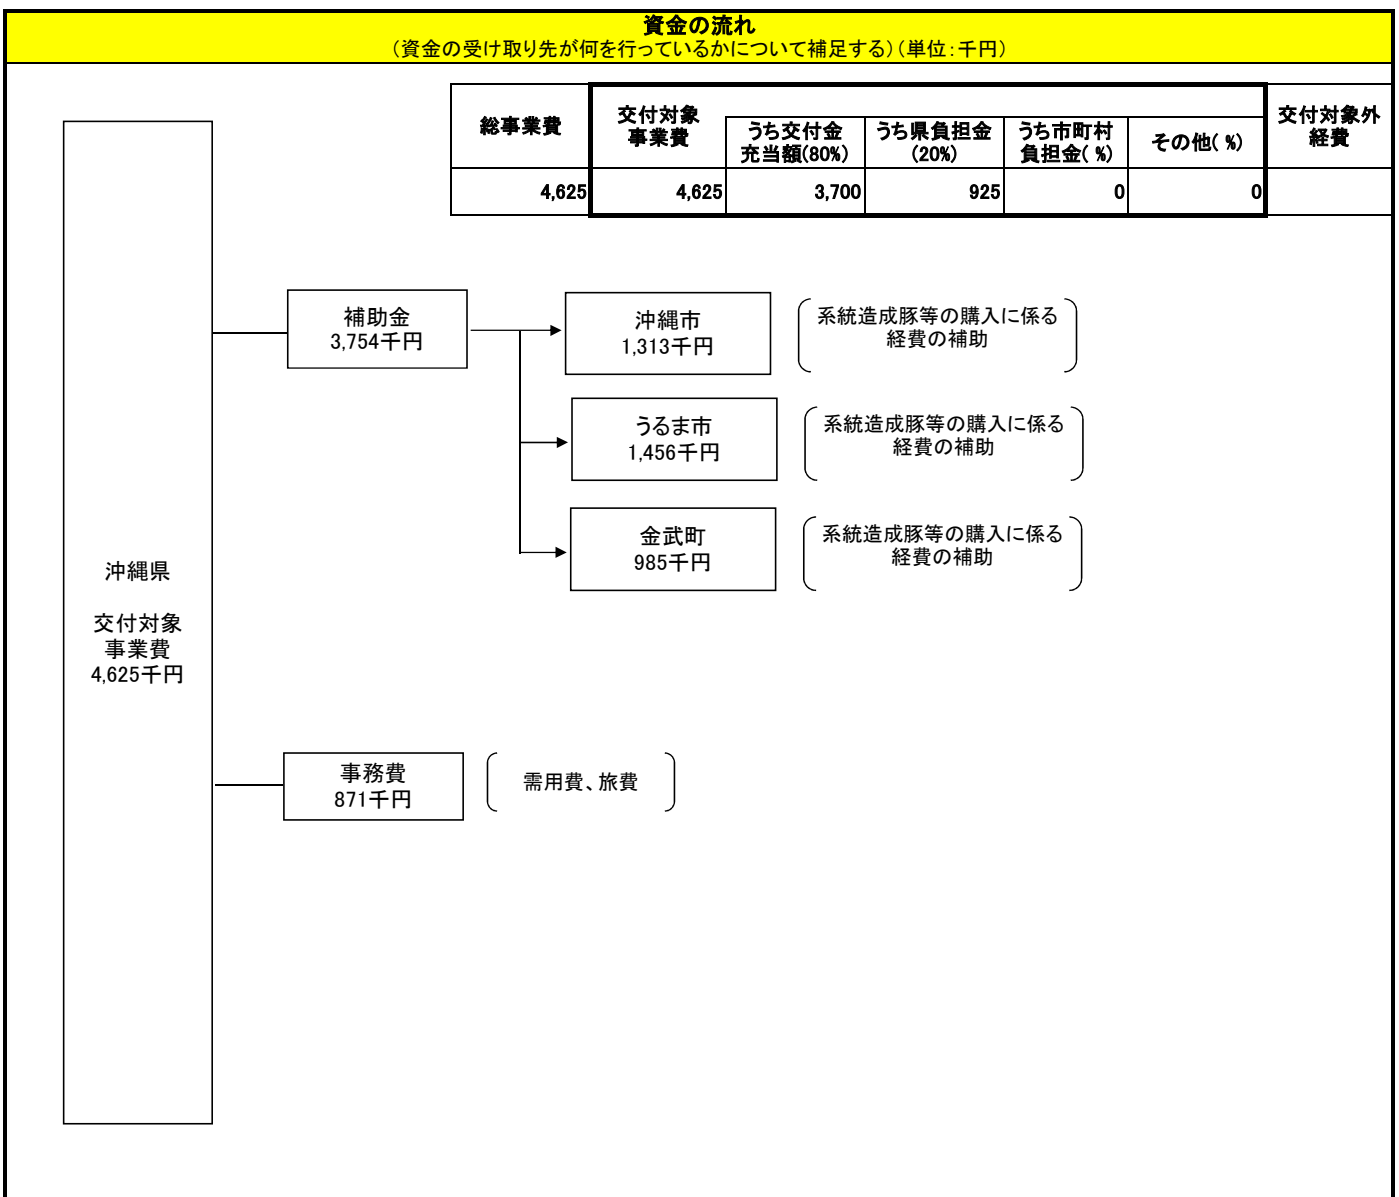 資金の流れ
(資金の受け取り先が何を行っているかについて補足する)(単位:千円)
総事業費
交付対象
事業費
うち交付金
充当額(80%)
うち県負担金
(20%)
うち市町村
負担金( %)
その他( %)
交付対象外
経費
4,625 4,625 3,700 925 0 0
補助金
3,754千円
沖縄市
1,313千円
系統造成豚等の購入に係る
経費の補助
うるま市
1,456千円
系統造成豚等の購入に係る
経費の補助
金武町
985千円
系統造成豚等の購入に係る
経費の補助
沖縄県
交付対象
事業費
4,625千円
事務費
871千円
需用費、旅費